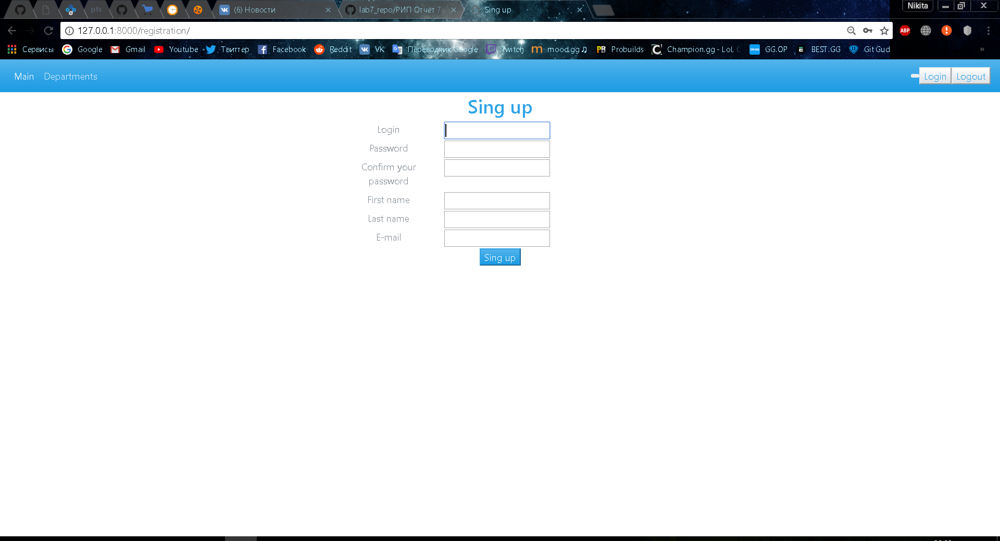 pts
(6) Новости
lab7_repo/РИП Отчёт 7.
Sing up
Nikita
127.0.0.1:8000/registration/
ABP
Сервисы Google Gmail Youtube Твиттер Facebook Reddit VK Переводчик Google Twitch mood.gg♫ PB Probuilds Champion.gg - LoL GG.OP BEST.GG Git Gud »
Main Departments Login Logout
Sing up
Login
Password
Confirm your
password
First name
Last name
E-mail
Sing up